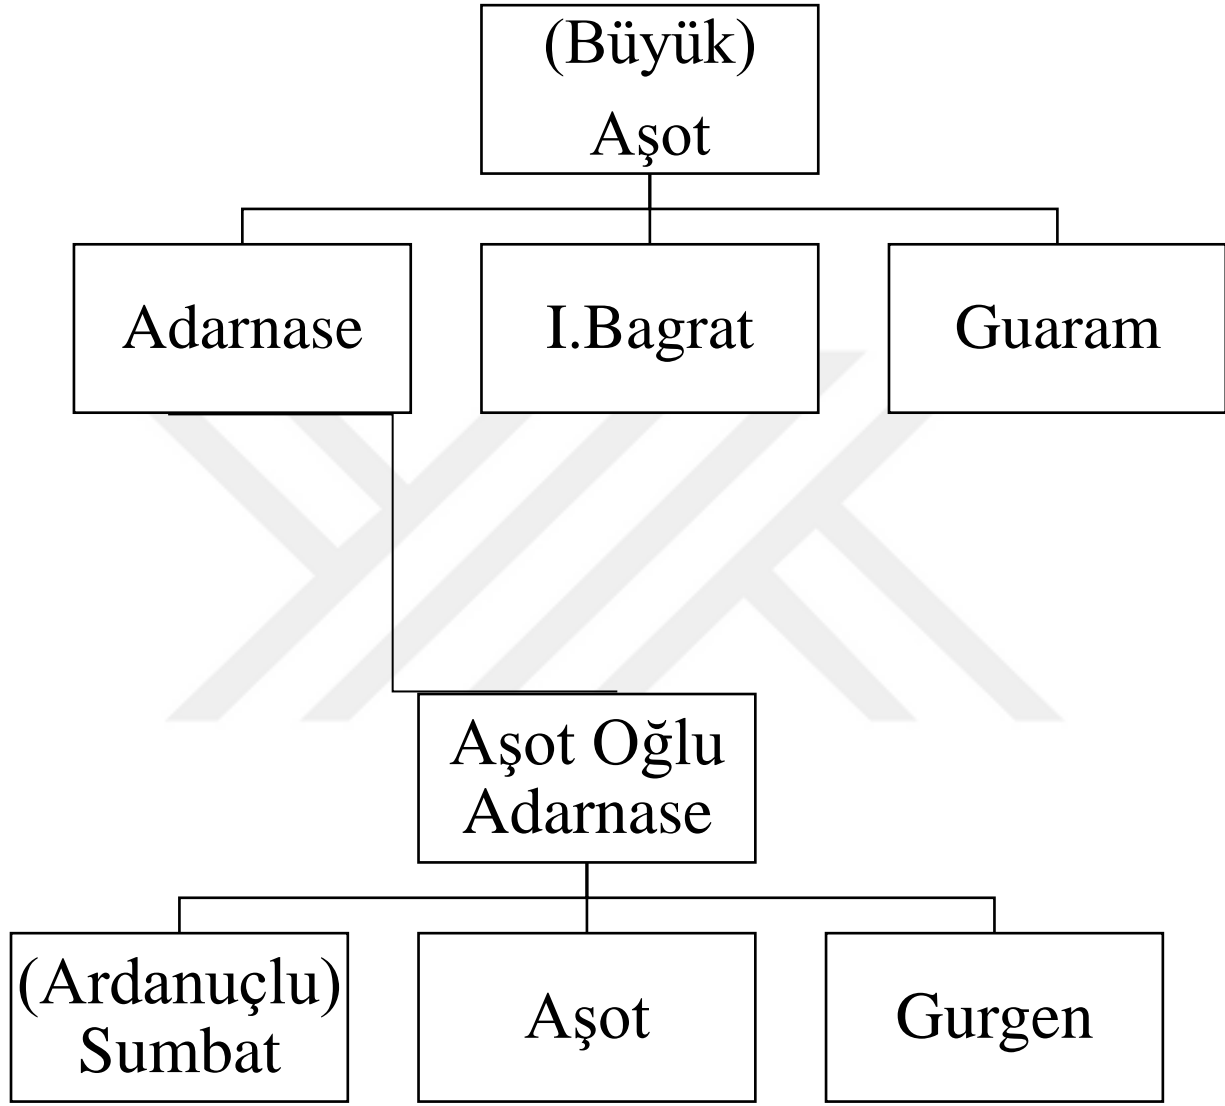 (Büyük)
Aşot
Adarnase
I.Bagrat
Guaram
Aşot Oğlu
Adarnase
(Ardanuçlu)
Sumbat
Aşot
Gurgen